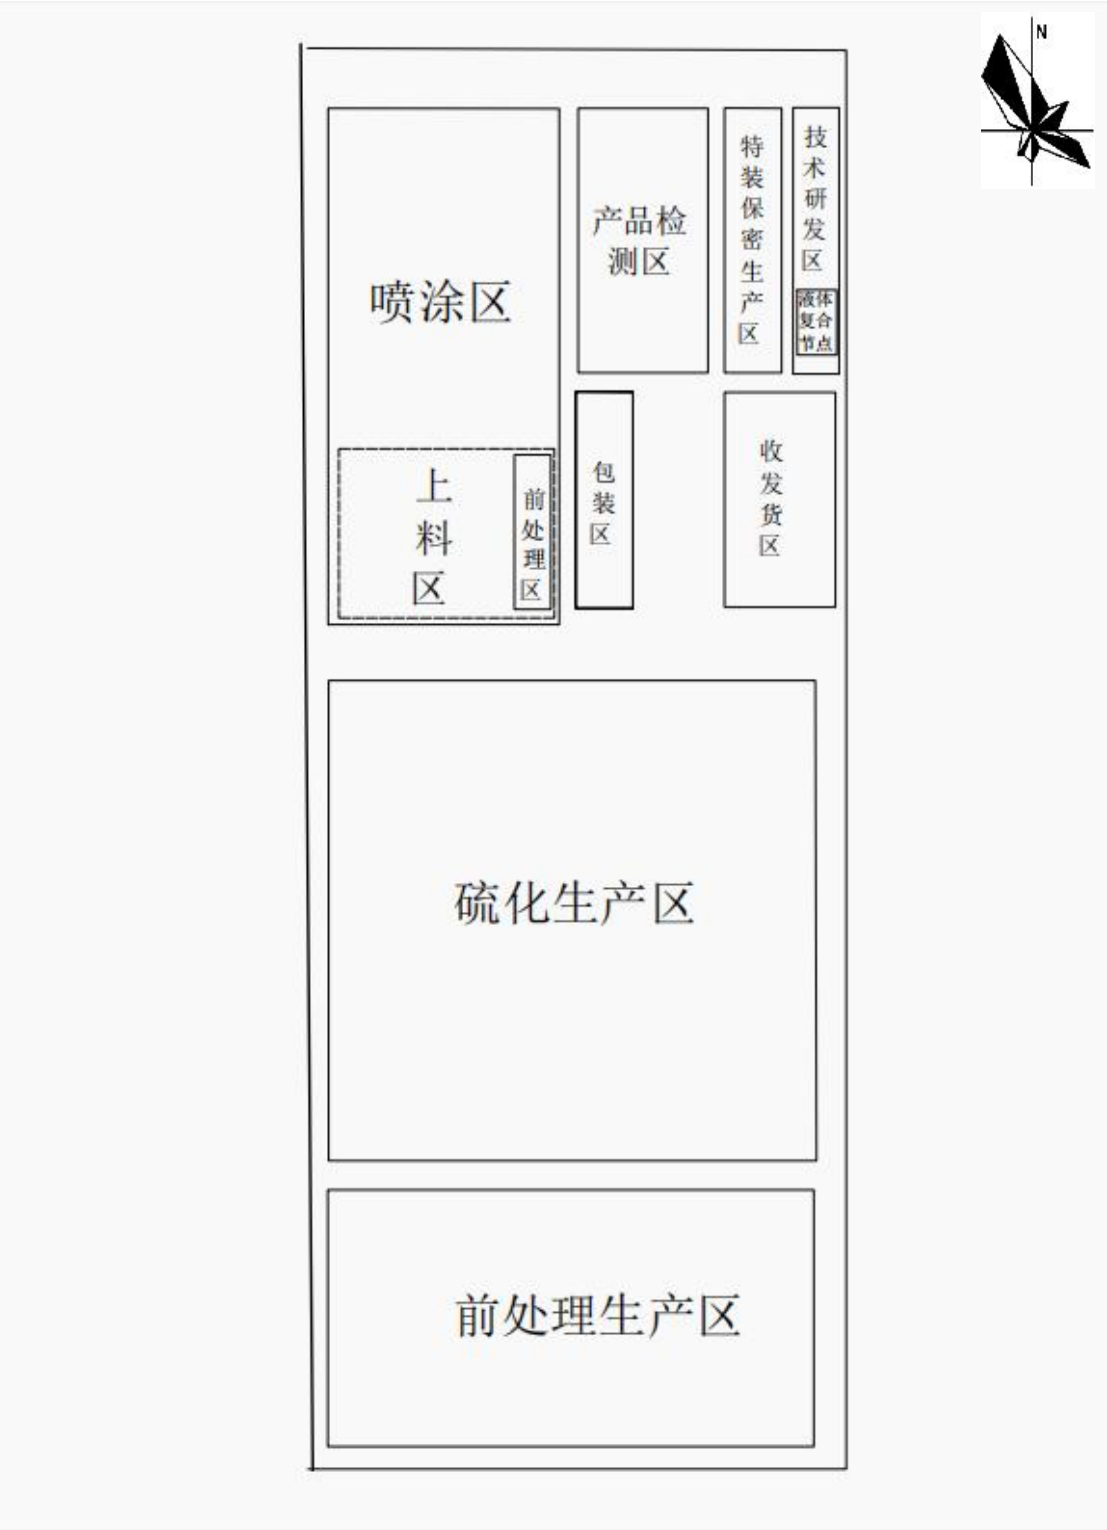 N
喷涂区
产品检
测区
特装保密生产区
技术研发区
液体
复合
节点
上料区
前处理区
包装区
收发货区
硫化生产区
前处理生产区